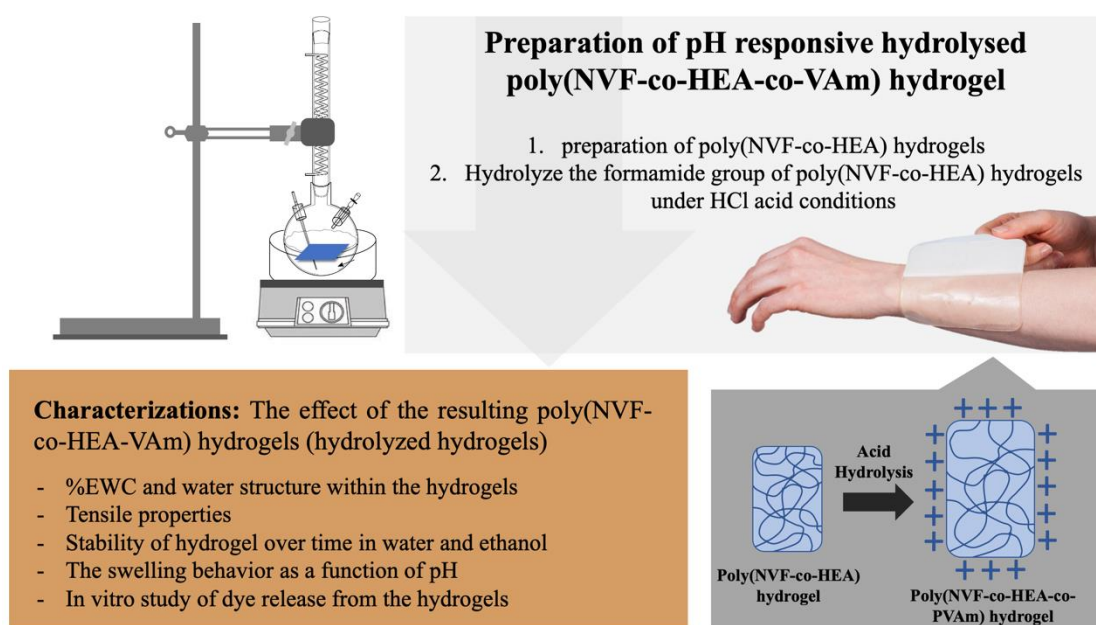 Preparation of pH responsive hydrolysed
poly(NVF-co-HEA-co-VAm) hydrogel
1. preparation of poly(NVF-co-HEA) hydrogels
2. Hydrolyze the formamide group of poly(NVF-co-HEA) hydrogels
under HCl acid conditions
Characterizations: The effect of the resulting poly(NVF-
co-HEA-VAm) hydrogels (hydrolyzed hydrogels)
- %EWC and water structure within the hydrogels
- Tensile properties
- Stability of hydrogel over time in water and ethanol
- The swelling behavior as a function of pH
- In vitro study of dye release from the hydrogels
Acid
Hydrolysis
Poly(NVF-co-HEA)
hydrogel
Poly(NVF-co-HEA-co-
PVAm) hydrogel